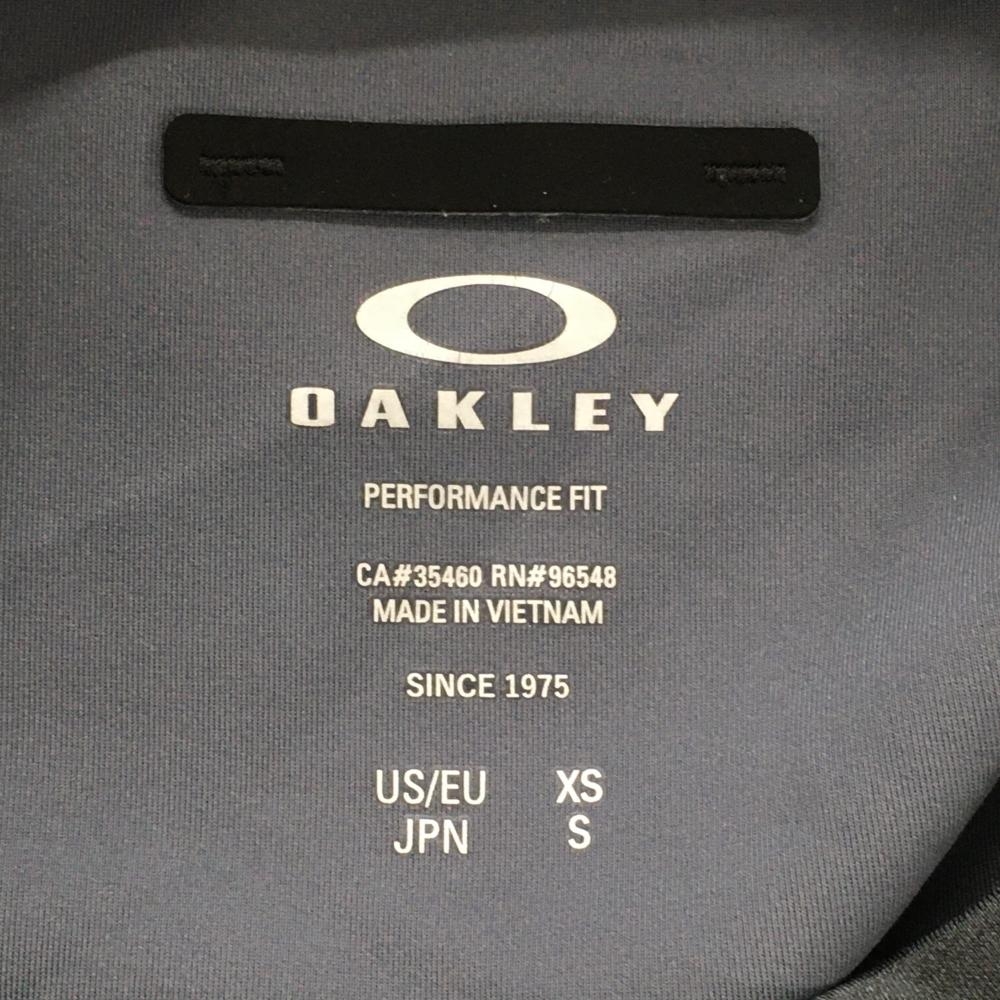 OAKLEY
PERFORMANCE FIT
CA#35460 RN#96548
MADE IN VIETNAM
SINCE 1975
US/EU XS
JPN S